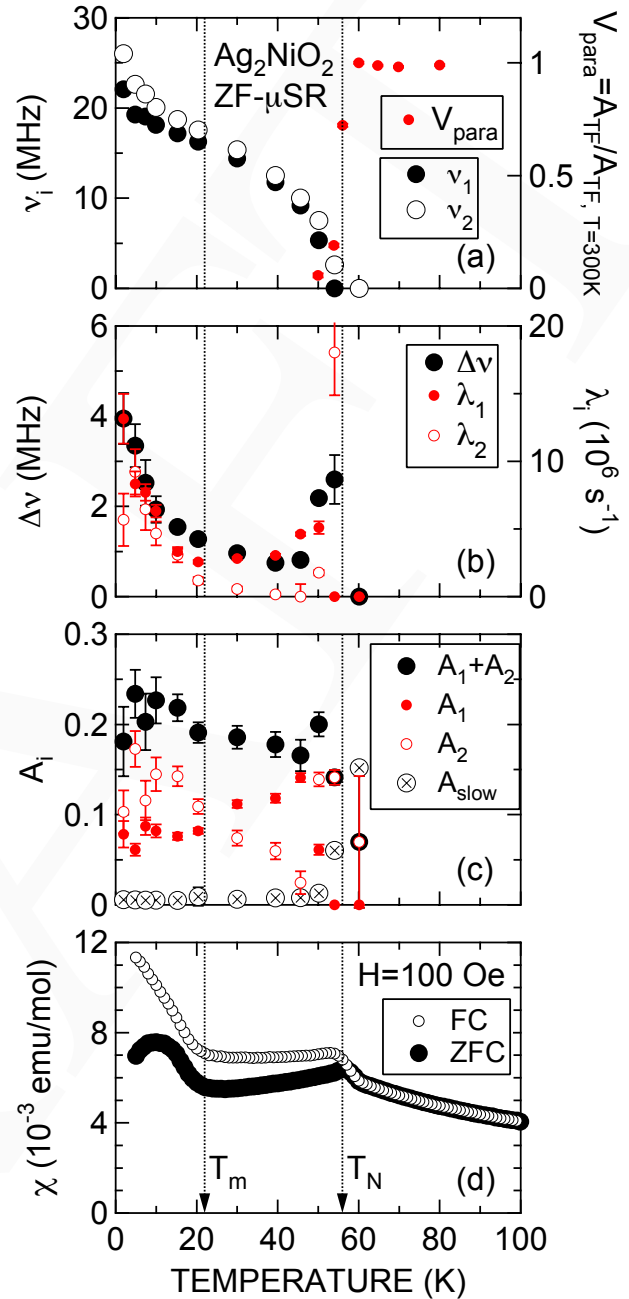 Ag₂NiO₂
ZF-μSR
V_para
ν₁
ν₂
(a)
30
20
10
0
ν_i (MHz)
1
0.5
0
V_para=A_TF/A_TF, T=300K
Δν
λ₁
λ₂
(b)
6
4
2
0
Δν (MHz)
20
10
0
λ_i (10⁶ s⁻¹)
A₁+A₂
A₁
A₂
A_slow
(c)
0.3
0.2
0.1
0
A_i
H=100 Oe
FC
ZFC
T_m
T_N
(d)
12
8
4
0
χ (10⁻³ emu/mol)
0 20 40 60 80 100
TEMPERATURE (K)